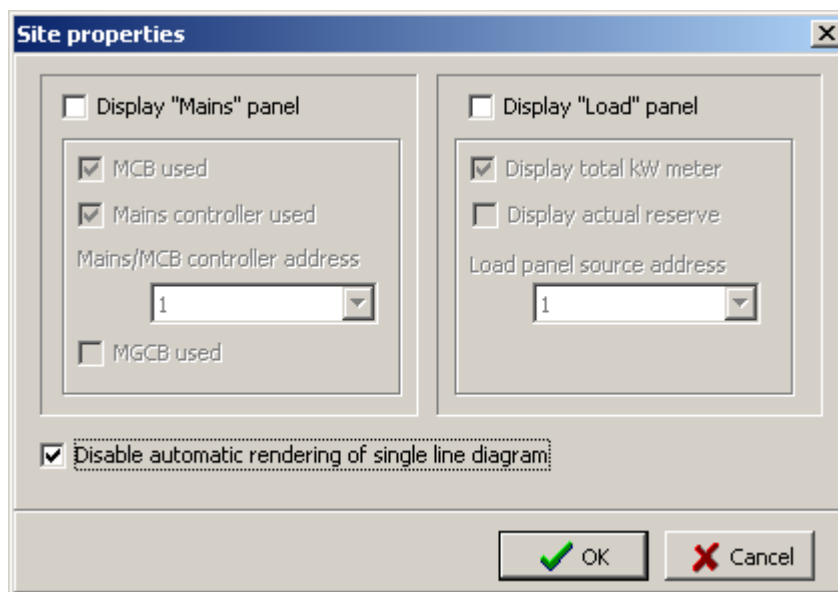 Site properties
Display "Mains" panel
MCB used
Mains controller used
Mains/MCB controller address
1
MGCB used
Display "Load" panel
Display total kW meter
Display actual reserve
Load panel source address
1
Disable automatic rendering of single line diagram
OK
Cancel